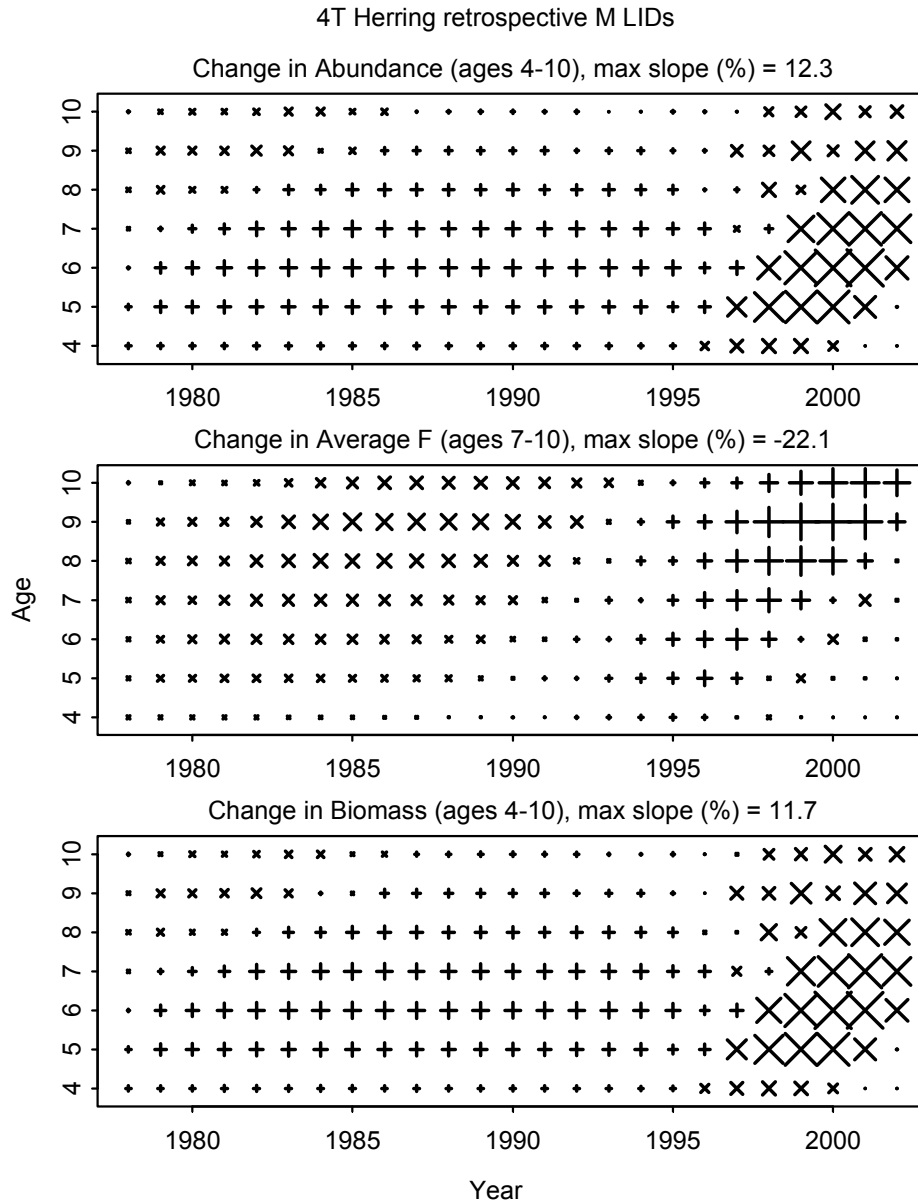 4T Herring retrospective M LIDs
Change in Abundance (ages 4-10), max slope (%) = 12.3
10
9
8
7
6
5
4
1980 1985 1990 1995 2000
Change in Average F (ages 7-10), max slope (%) = -22.1
Age
10
9
8
7
6
5
4
1980 1985 1990 1995 2000
Change in Biomass (ages 4-10), max slope (%) = 11.7
10
9
8
7
6
5
4
1980 1985 1990 1995 2000
Year